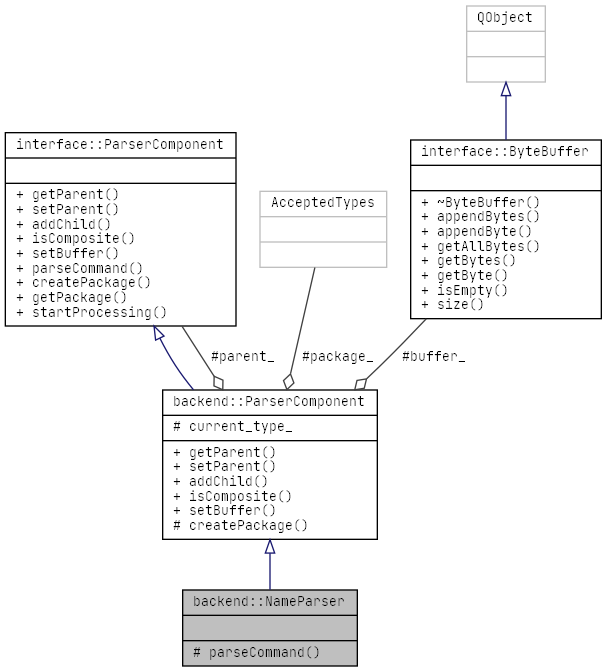 QObject
interface::ParserComponent
+ getParent()
+ setParent()
+ addChild()
+ isComposite()
+ setBuffer()
+ parseCommand()
+ createPackage()
+ getPackage()
+ startProcessing()
AcceptedTypes
interface::ByteBuffer
+ ~ByteBuffer()
+ appendBytes()
+ appendByte()
+ getAllBytes()
+ getBytes()
+ getByte()
+ isEmpty()
+ size()
#parent_
#package_
#buffer_
backend::ParserComponent
# current_type_
+ getParent()
+ setParent()
+ addChild()
+ isComposite()
+ setBuffer()
# createPackage()
backend::NameParser
# parseCommand()